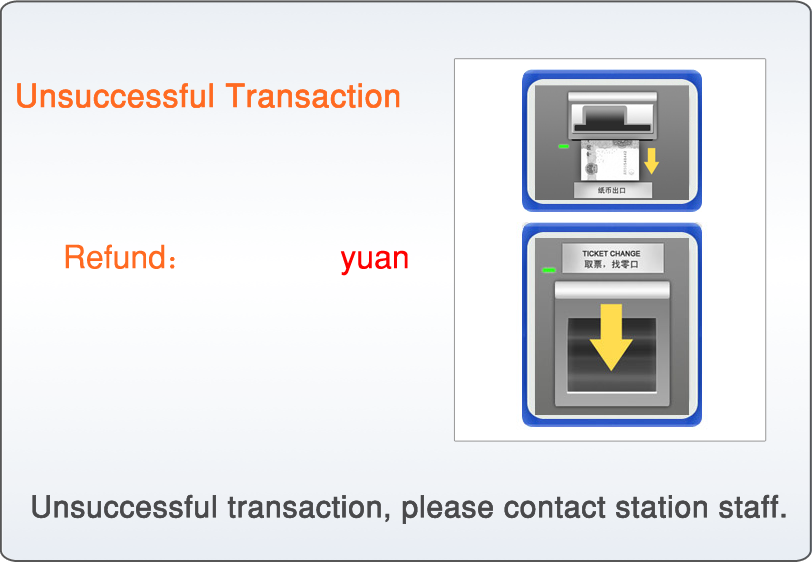 Unsuccessful Transaction
Refund： yuan
纸币出口
TICKET CHANGE
取票，找零口
Unsuccessful transaction, please contact station staff.